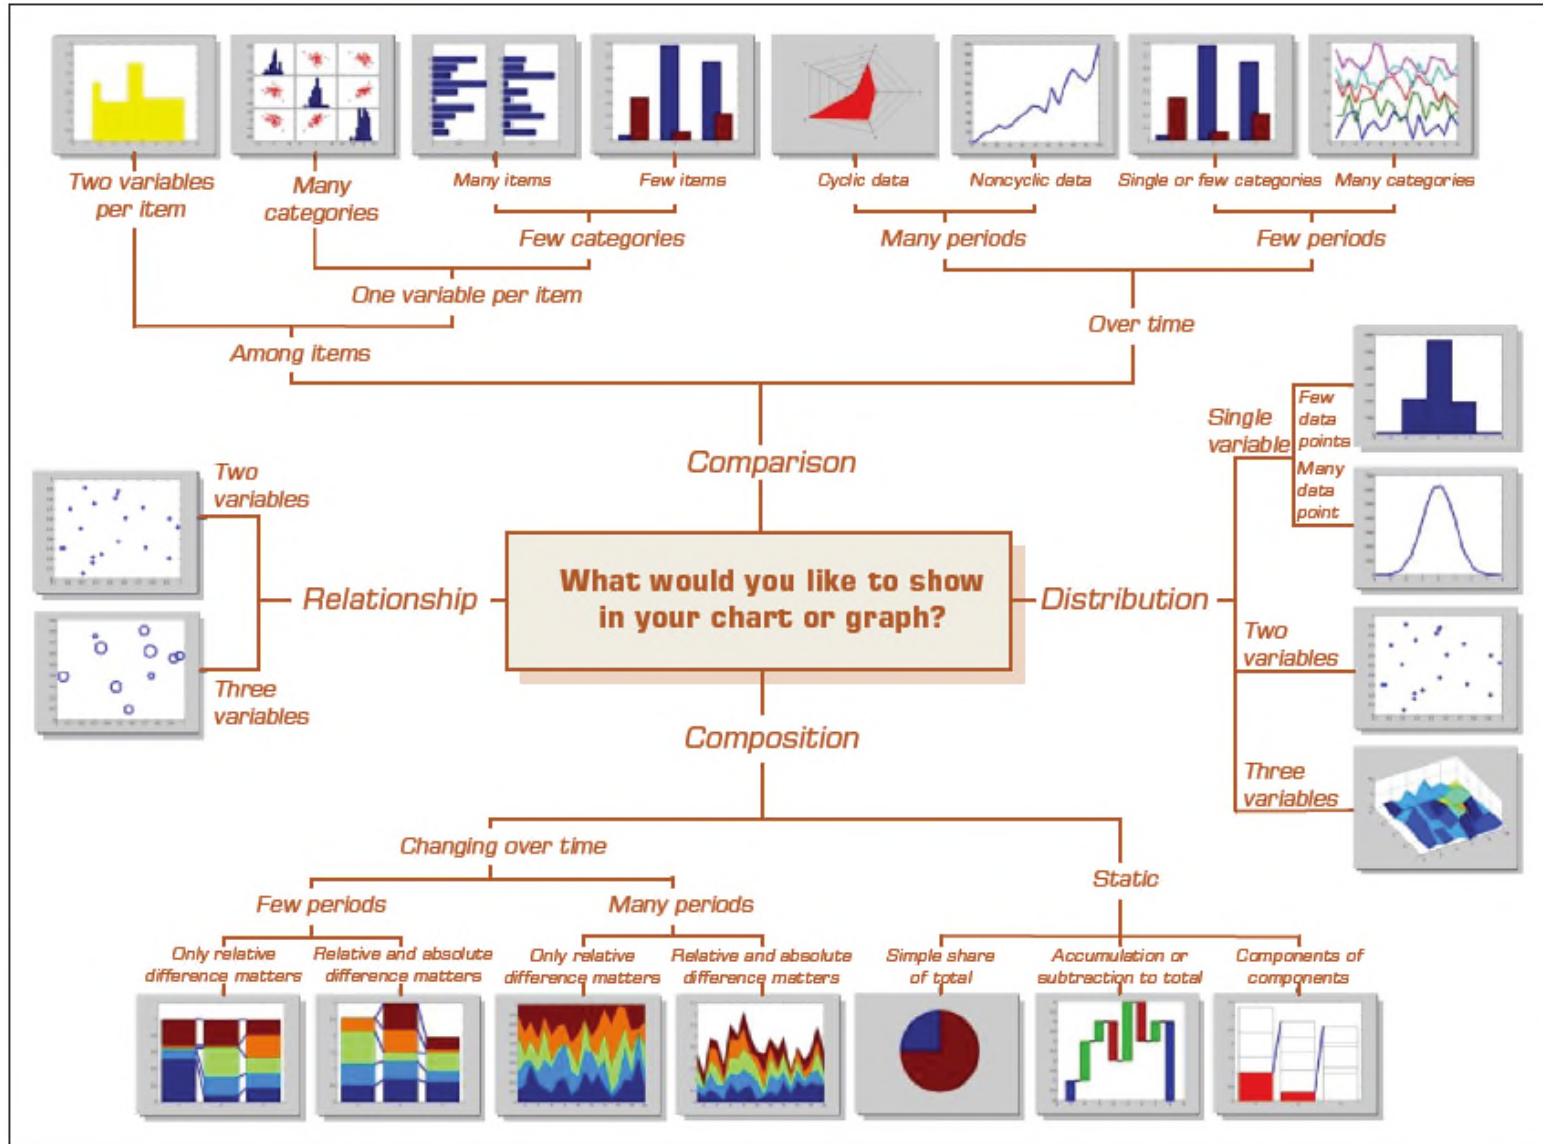 Two variables
per item
Many
categories
Many items
Few items
Cyclic data
Noncyclic data
Single or few categories
Many categories
Few categories
Many periods
Few periods
One variable per item
Over time
Among items
Comparison
Single
variable
Few
data
points
Many
data
point
Two
variables
Relationship
What would you like to show
in your chart or graph?
Distribution
Two
variables
Three
variables
Composition
Three
variables
Changing over time
Static
Few periods
Many periods
Only relative
difference matters
Relative and absolute
difference matters
Only relative
difference matters
Relative and absolute
difference matters
Simple share
of total
Accumulation or
subtraction to total
Components of
components